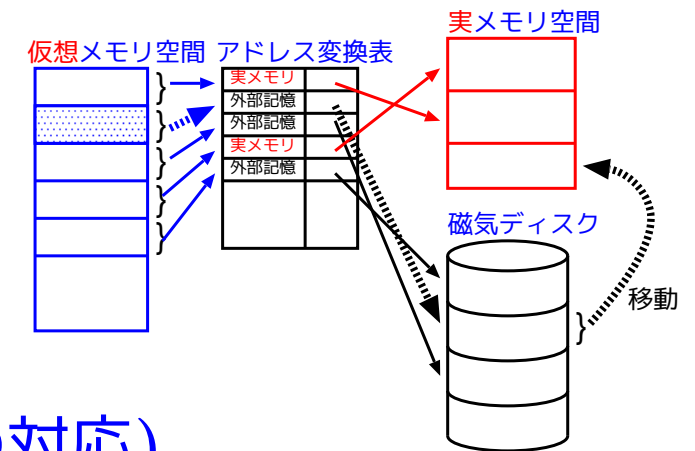 仮想メモリ空間
アドレス変換表
実メモリ空間
実メモリ
外部記憶
外部記憶
実メモリ
外部記憶
磁気ディスク
移動
対応)